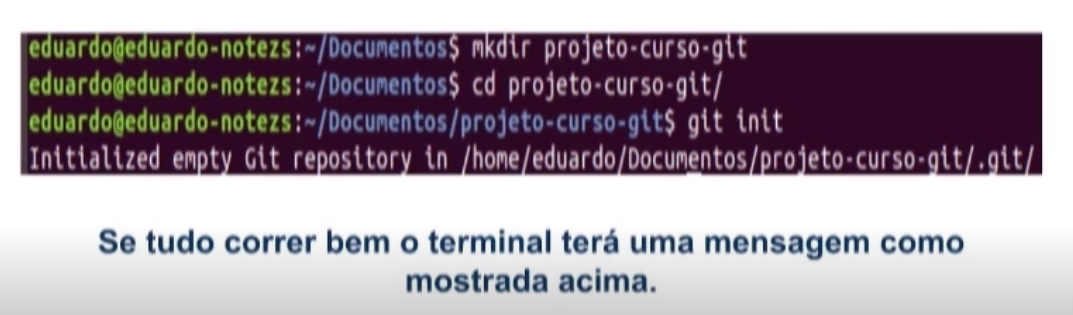 eduardo@eduardo-notezs:~/Documentos$ mkdir projeto-curso-git
eduardo@eduardo-notezs:~/Documentos$ cd projeto-curso-git/
eduardo@eduardo-notezs:~/Documentos/projeto-curso-git$ git init
Initialized empty Git repository in /home/eduardo/Documentos/projeto-curso-git/.git/
Se tudo correr bem o terminal terá uma mensagem como
mostrada acima.